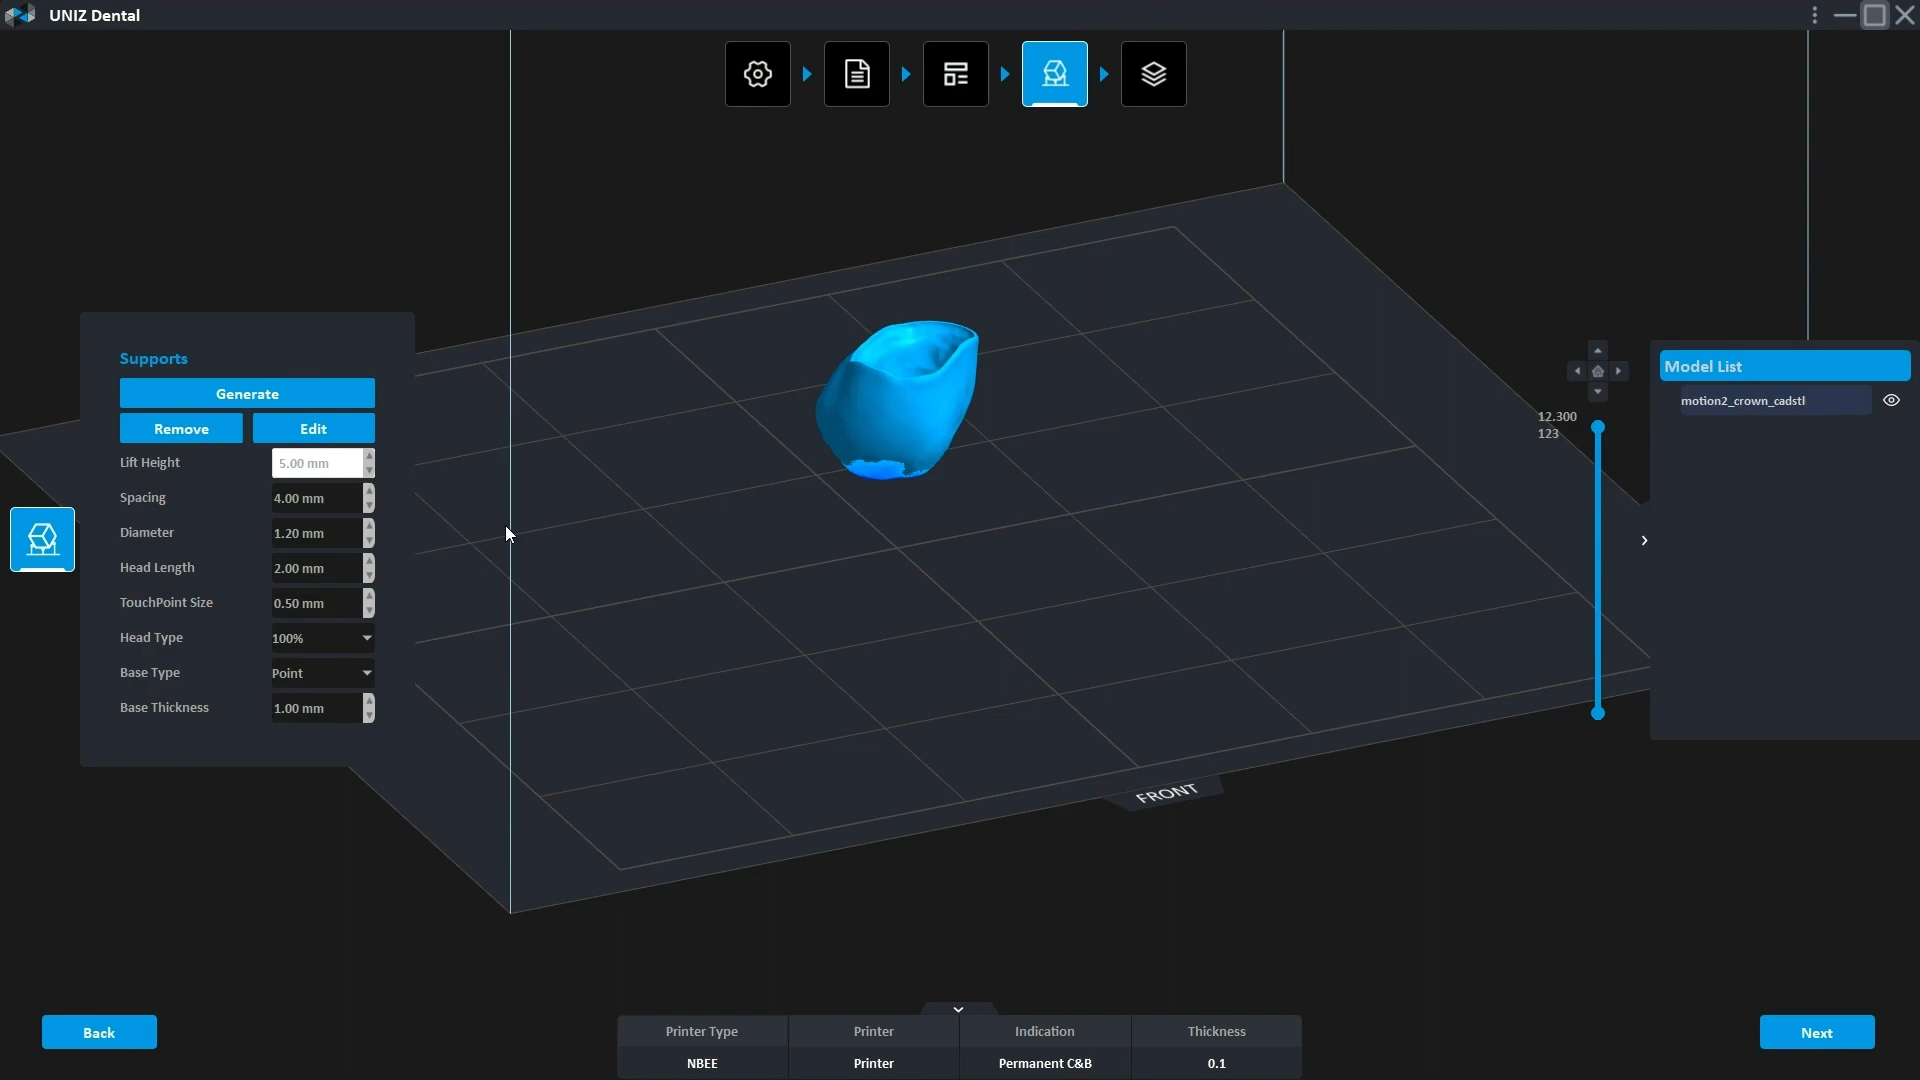 UNIZ Dental
Supports
Generate
Remove Edit
Lift Height 5.00 mm
Spacing 4.00 mm
Diameter 1.20 mm
Head Length 2.00 mm
TouchPoint Size 0.50 mm
Head Type 100%
Base Type Point
Base Thickness 1.00 mm
12.300
123
Model List
motion2_crown_cadstl
FRONT
Back
Printer Type Printer Indication Thickness
NBEE Printer Permanent C&B 0.1
Next